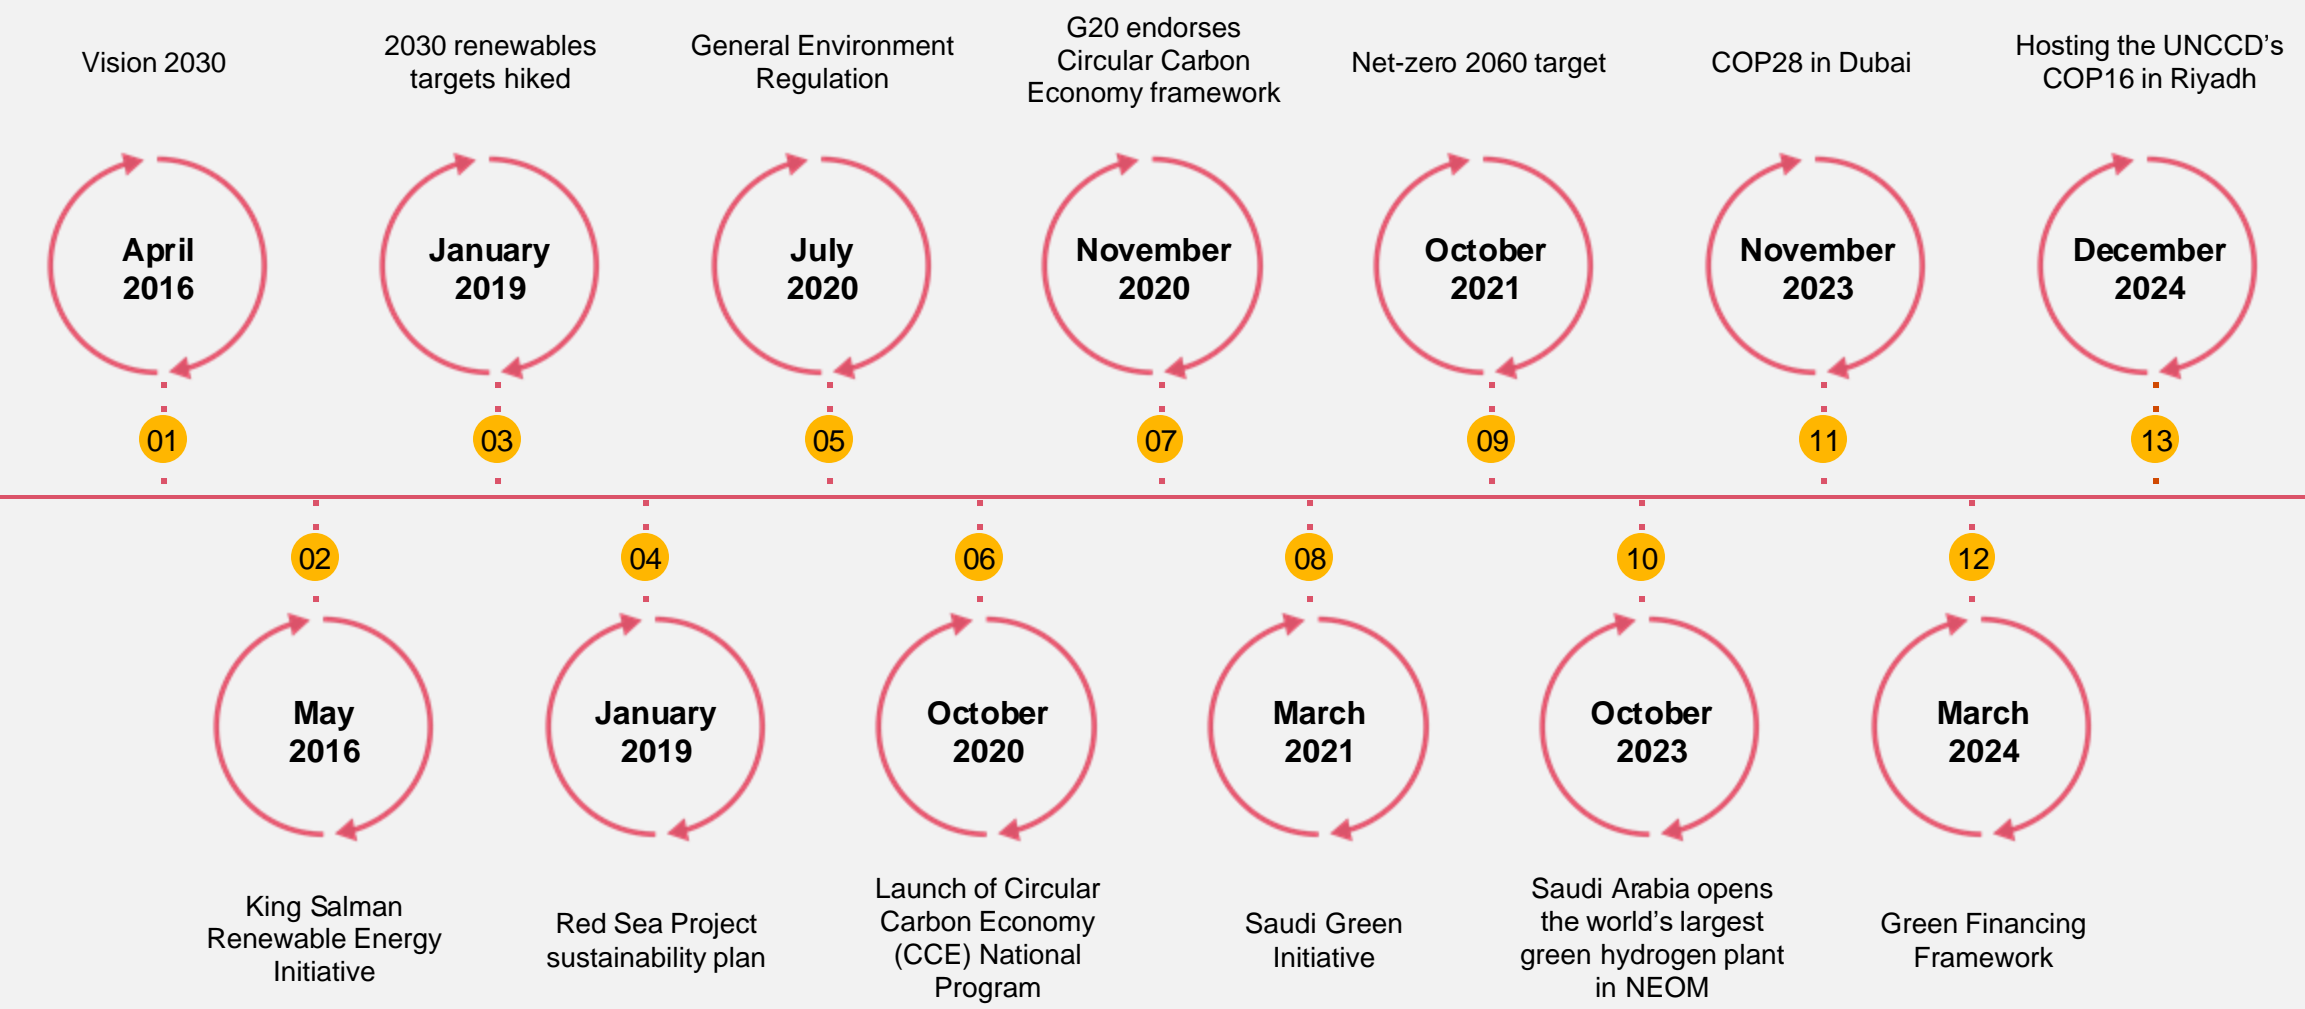 Vision 2030
April
2016
01
2030 renewables
targets hiked
January
2019
03
General Environment
Regulation
July
2020
05
G20 endorses
Circular Carbon
Economy framework
November
2020
07
Net-zero 2060 target
October
2021
09
COP28 in Dubai
November
2023
11
Hosting the UNCCD’s
COP16 in Riyadh
December
2024
13
02
May
2016
King Salman
Renewable Energy
Initiative
04
January
2019
Red Sea Project
sustainability plan
06
October
2020
Launch of Circular
Carbon Economy
(CCE) National
Program
08
March
2021
Saudi Green
Initiative
10
October
2023
Saudi Arabia opens
the world’s largest
green hydrogen plant
in NEOM
12
March
2024
Green Financing
Framework